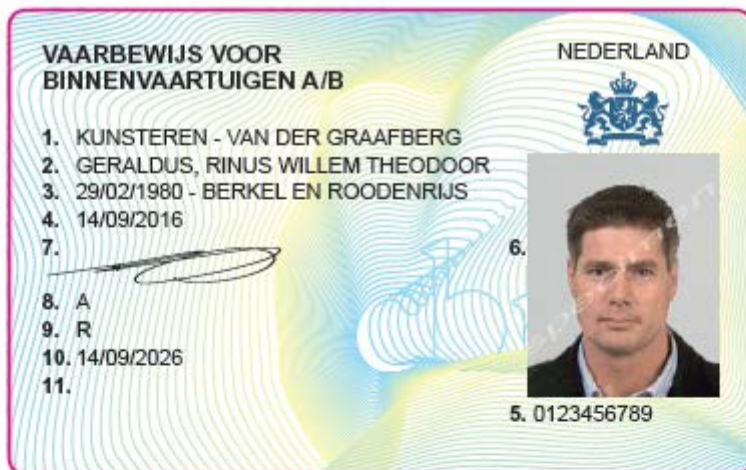 VAARBEWIJS VOOR
BINNENVAARTUIGEN A/B
NEDERLAND
1. KUNSTEREN - VAN DER GRAAFBERG
2. GERALDUS, RINUS WILLEM THEODOOR
3. 29/02/1980 - BERKEL EN ROODENRIJS
4. 14/09/2016
7.
6.
8. A
9. R
10. 14/09/2026
11.
5. 0123456789